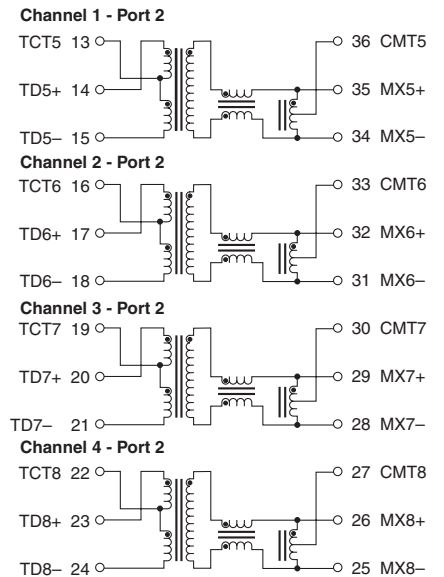 Channel 1 - Port 2
TCT5 13 36 CMT5
TD5+ 14 35 MX5+
TD5– 15 34 MX5–
Channel 2 - Port 2
TCT6 16 33 CMT6
TD6+ 17 32 MX6+
TD6– 18 31 MX6–
Channel 3 - Port 2
TCT7 19 30 CMT7
TD7+ 20 29 MX7+
TD7– 21 28 MX7–
Channel 4 - Port 2
TCT8 22 27 CMT8
TD8+ 23 26 MX8+
TD8– 24 25 MX8–